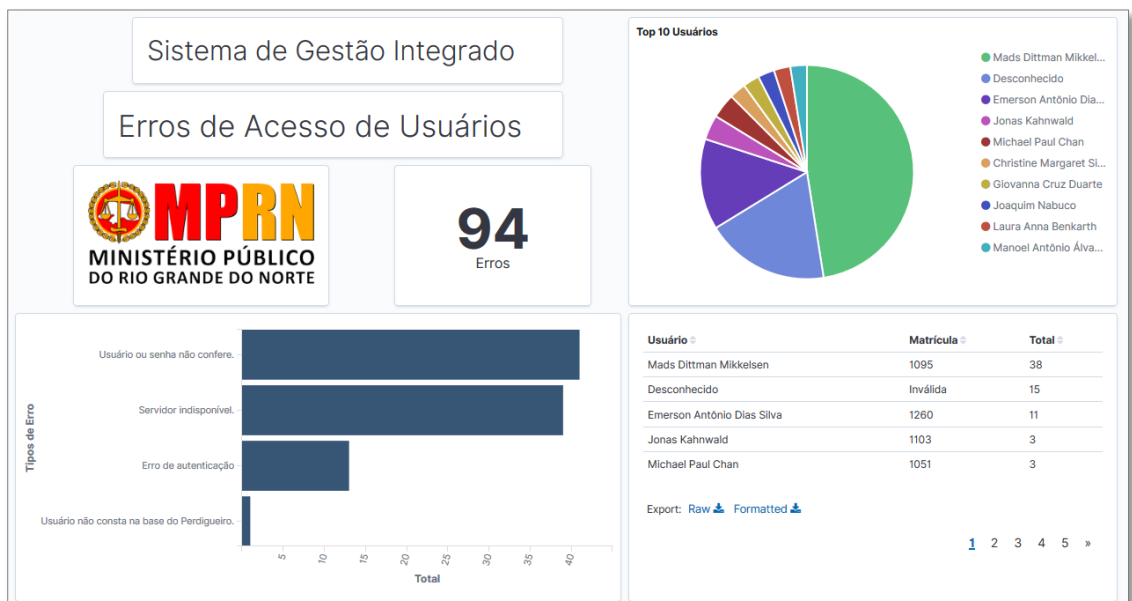 Sistema de Gestão Integrado
Erros de Acesso de Usuários
MPRN
MINISTÉRIO PÚBLICO
DO RIO GRANDE DO NORTE
94
Erros
Top 10 Usuários
Mads Dittman Mikkel...
Desconhecido
Emerson Antônio Dia...
Jonas Kahnwald
Michael Paul Chan
Christine Margaret Si...
Giovanna Cruz Duarte
Joaquim Nabuco
Laura Anna Benkarth
Manoel Antônio Álva...
Tipos de Erro
Usuário ou senha não confere.
Servidor indisponível.
Erro de autenticação
Usuário não consta na base do Perdigueiro.
5 10 15 20 25 30 35 40
Total
Usuário Matrícula Total
Mads Dittman Mikkelsen 1095 38
Desconhecido Inválida 15
Emerson Antônio Dias Silva 1260 11
Jonas Kahnwald 1103 3
Michael Paul Chan 1051 3
Export: Raw Formatted
1 2 3 4 5 »